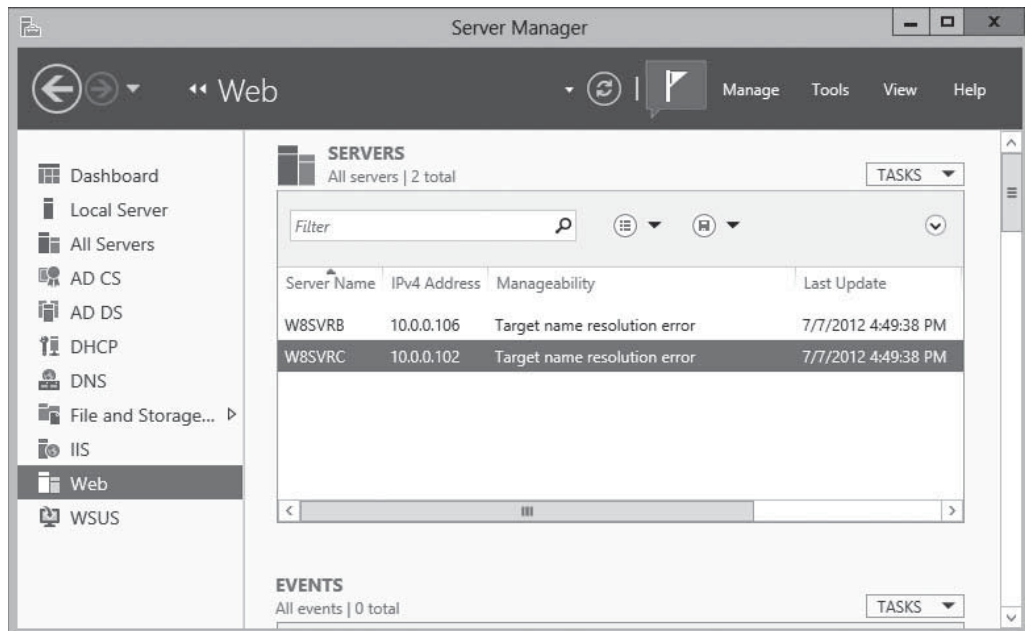 Server Manager
Web
Manage Tools View Help
Dashboard
Local Server
All Servers
AD CS
AD DS
DHCP
DNS
File and Storage...
IIS
Web
WSUS
SERVERS
All servers | 2 total
TASKS
Filter
Server Name IPv4 Address Manageability Last Update
W8SVRB 10.0.0.106 Target name resolution error 7/7/2012 4:49:38 PM
W8SVRC 10.0.0.102 Target name resolution error 7/7/2012 4:49:38 PM
EVENTS
All events | 0 total
TASKS